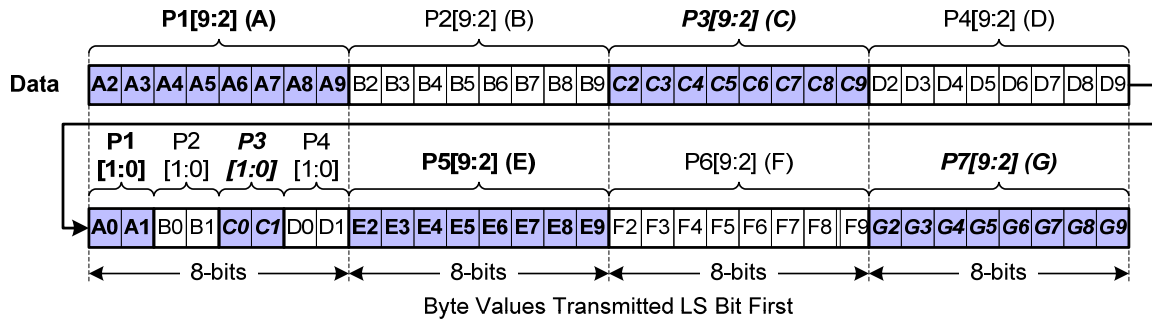 P1[9:2] (A) P2[9:2] (B) P3[9:2] (C) P4[9:2] (D)
Data A2 A3 A4 A5 A6 A7 A8 A9 B2 B3 B4 B5 B6 B7 B8 B9 C2 C3 C4 C5 C6 C7 C8 C9 D2 D3 D4 D5 D6 D7 D8 D9
P1 P2 P3 P4
[1:0] [1:0] [1:0] [1:0] P5[9:2] (E) P6[9:2] (F) P7[9:2] (G)
A0 A1 B0 B1 C0 C1 D0 D1 E2 E3 E4 E5 E6 E7 E8 E9 F2 F3 F4 F5 F6 F7 F8 F9 G2 G3 G4 G5 G6 G7 G8 G9
8-bits 8-bits 8-bits 8-bits
Byte Values Transmitted LS Bit First